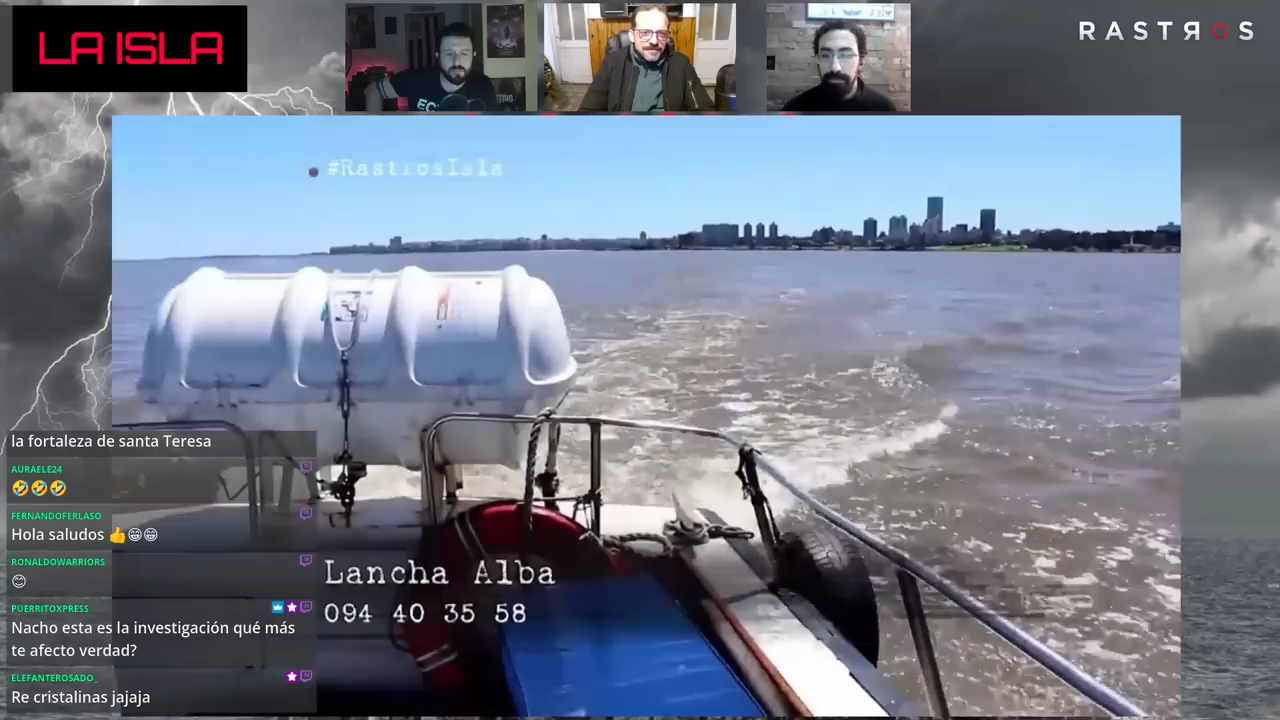 LA ISLA
RASTROS
#RastrosIsla
la fortaleza de santa Teresa
AURAELE24
🤣🤣🤣
FERNANDOFERLASO
Hola saludos 👍😁😁
RONALDOWARRIORS
😊
PUERRITOXPRESS
Nacho esta es la investigación qué más
te afecto verdad?
ELEFANTEROSADO_
Re cristalinas jajaja
Lancha Alba
094 40 35 58